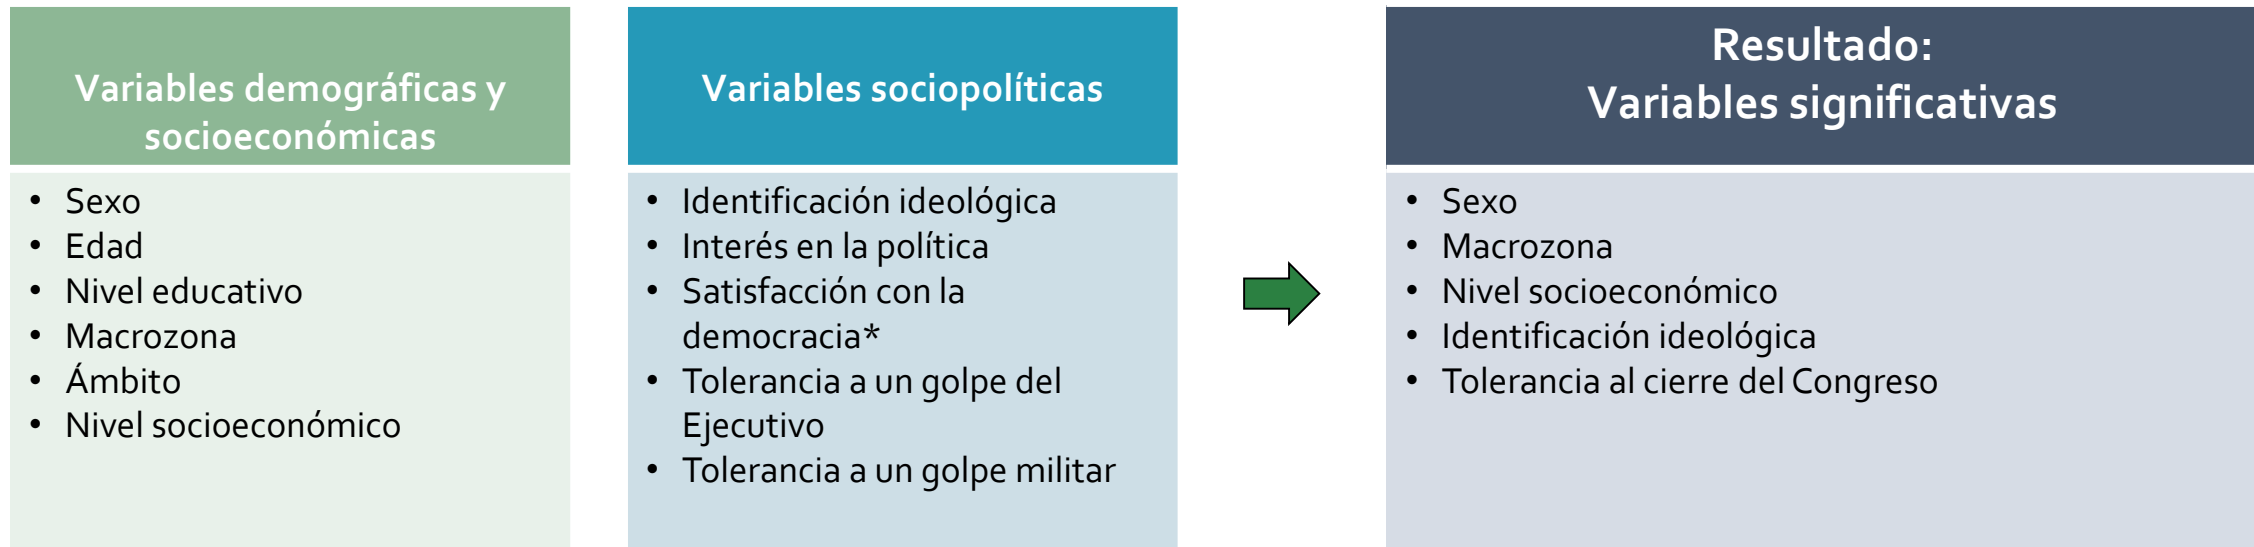 Variables demográficas y
socioeconómicas
• Sexo
• Edad
• Nivel educativo
• Macrozona
• Ámbito
• Nivel socioeconómico
Variables sociopolíticas
• Identificación ideológica
• Interés en la política
• Satisfacción con la
democracia*
• Tolerancia a un golpe del
Ejecutivo
• Tolerancia a un golpe militar
Resultado:
Variables significativas
• Sexo
• Macrozona
• Nivel socioeconómico
• Identificación ideológica
• Tolerancia al cierre del Congreso